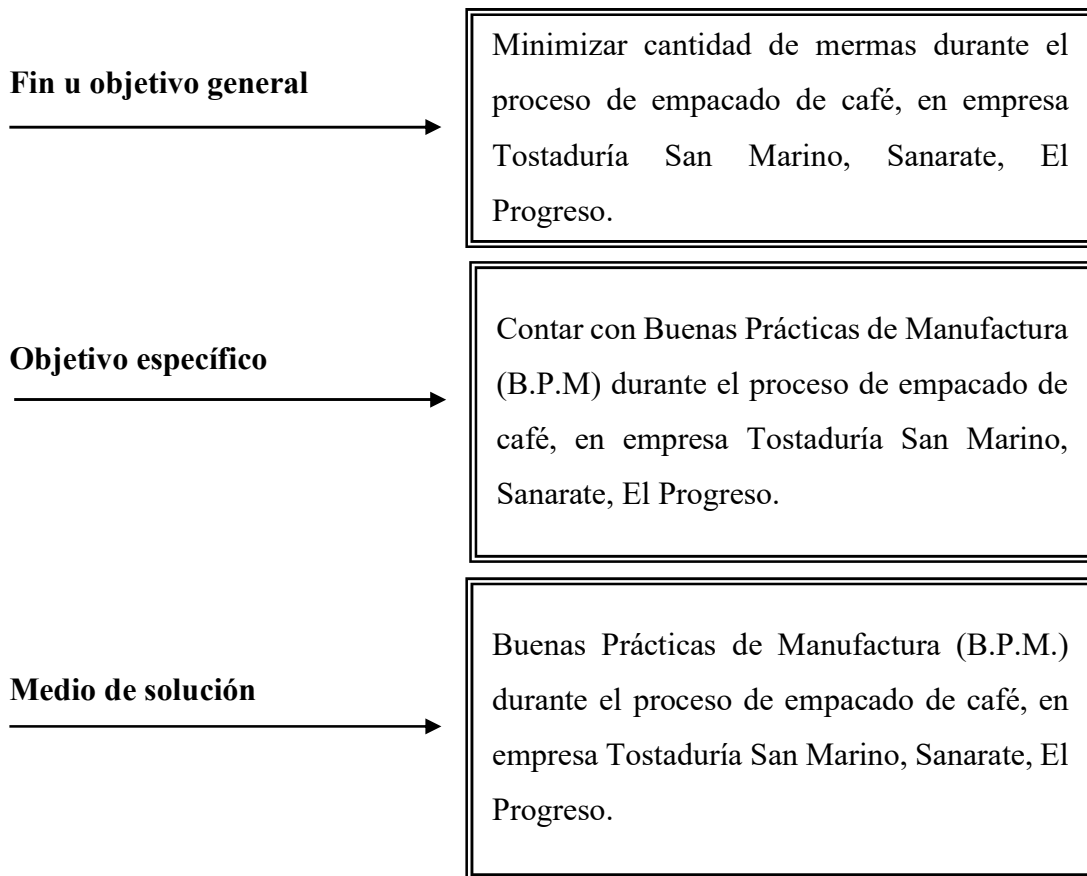 Fin u objetivo general
Minimizar cantidad de mermas durante el
proceso de empacado de café, en empresa
Tostaduría San Marino, Sanarate, El
Progreso.
Objetivo específico
Contar con Buenas Prácticas de Manufactura
(B.P.M) durante el proceso de empacado de
café, en empresa Tostaduría San Marino,
Sanarate, El Progreso.
Medio de solución
Buenas Prácticas de Manufactura (B.P.M.)
durante el proceso de empacado de café, en
empresa Tostaduría San Marino, Sanarate, El
Progreso.